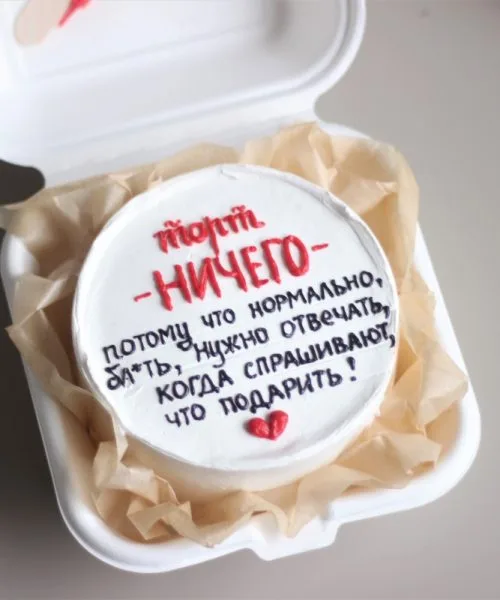 торт
-НИЧЕГО-
ПОТОМУ ЧТО НОРМАЛЬНО,
БЛ*ТЬ, НУЖНО ОТВЕЧАТЬ,
КОГДА СПРАШИВАЮТ,
ЧТО ПОДАРИТЬ!